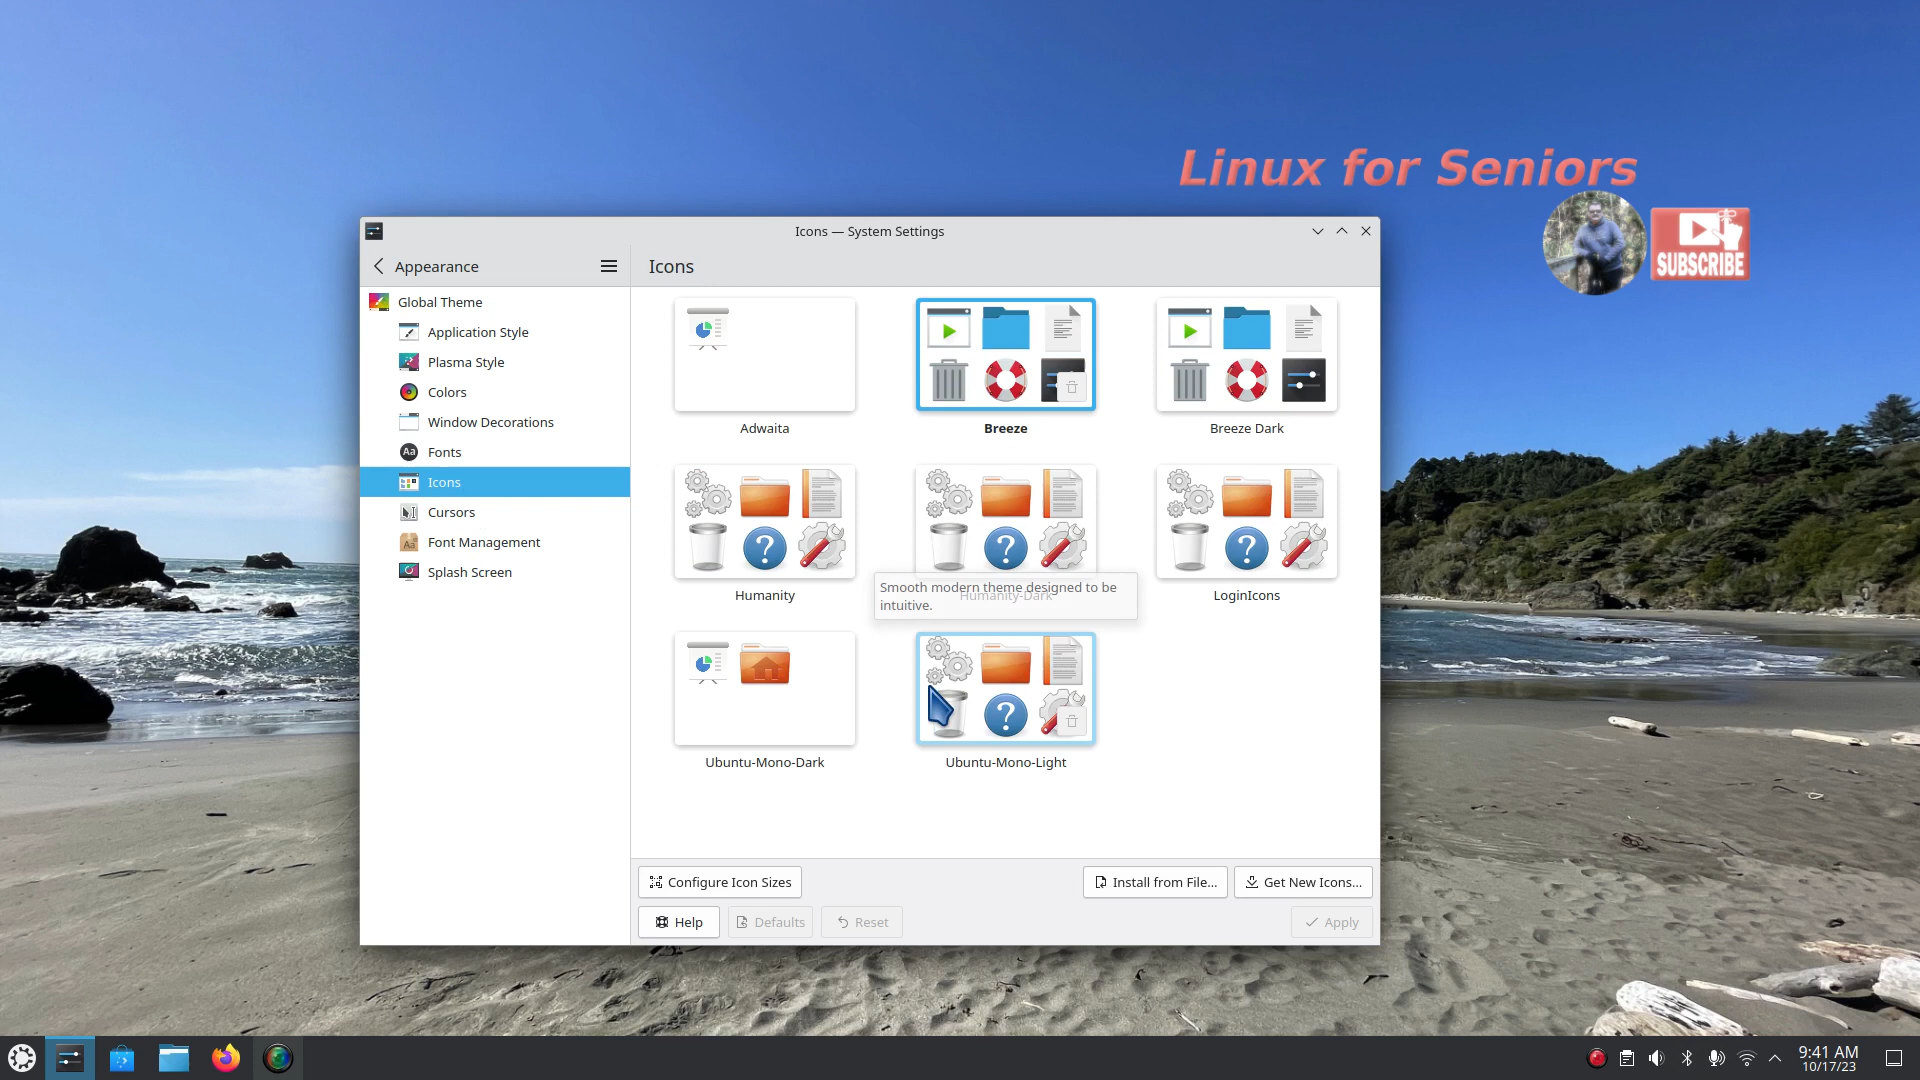 Linux for Seniors
SUBSCRIBE
Icons — System Settings
Appearance
Icons
Global Theme
Application Style
Plasma Style
Colors
Window Decorations
Aa
Fonts
Icons
Cursors
Aa
Font Management
Splash Screen
Adwaita
Breeze
Breeze Dark
Humanity
Humanity-Dark
LoginIcons
Smooth modern theme designed to be
intuitive.
Ubuntu-Mono-Dark
Ubuntu-Mono-Light
Configure Icon Sizes
Install from File...
Get New Icons...
Help
Defaults
Reset
Apply
9:41 AM
10/17/23